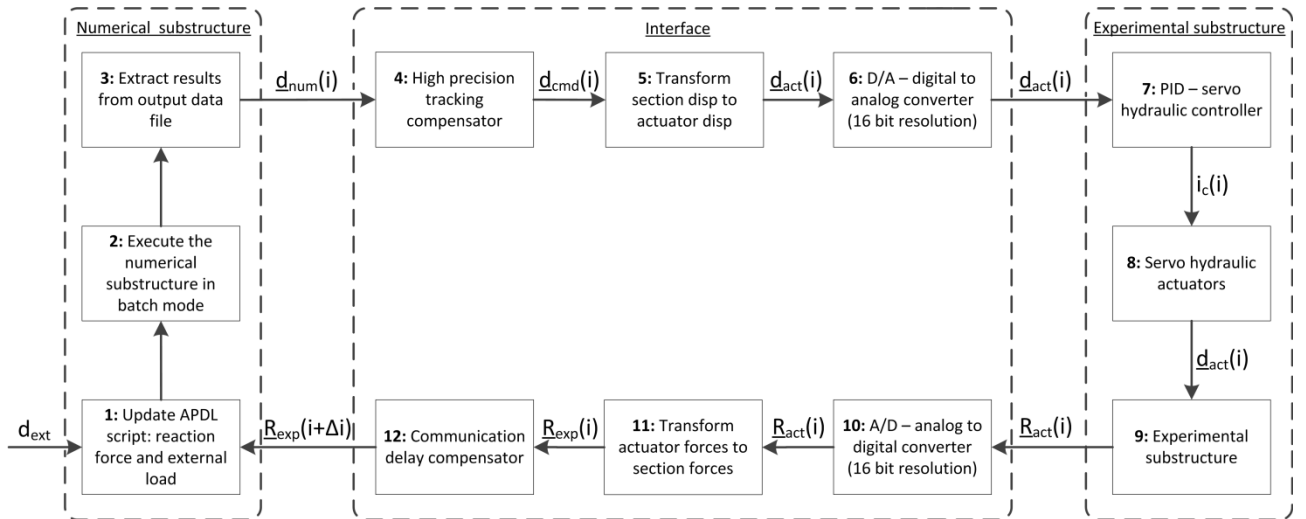 Numerical substructure
3: Extract results
from output data
file
2: Execute the
numerical
substructure in
batch mode
1: Update APDL
script: reaction
force and external
load
d_ext
d_num(i)
Interface
4: High precision
tracking
compensator
d_cmd(i)
5: Transform
section disp to
actuator disp
d_act(i)
6: D/A – digital to
analog converter
(16 bit resolution)
d_act(i)
Experimental substructure
7: PID – servo
hydraulic controller
i_c(i)
8: Servo hydraulic
actuators
d_act(i)
9: Experimental
substructure
R_act(i)
10: A/D – analog to
digital converter
(16 bit resolution)
R_act(i)
11: Transform
actuator forces to
section forces
R_exp(i)
12: Communication
delay compensator
R_exp(i+Δi)